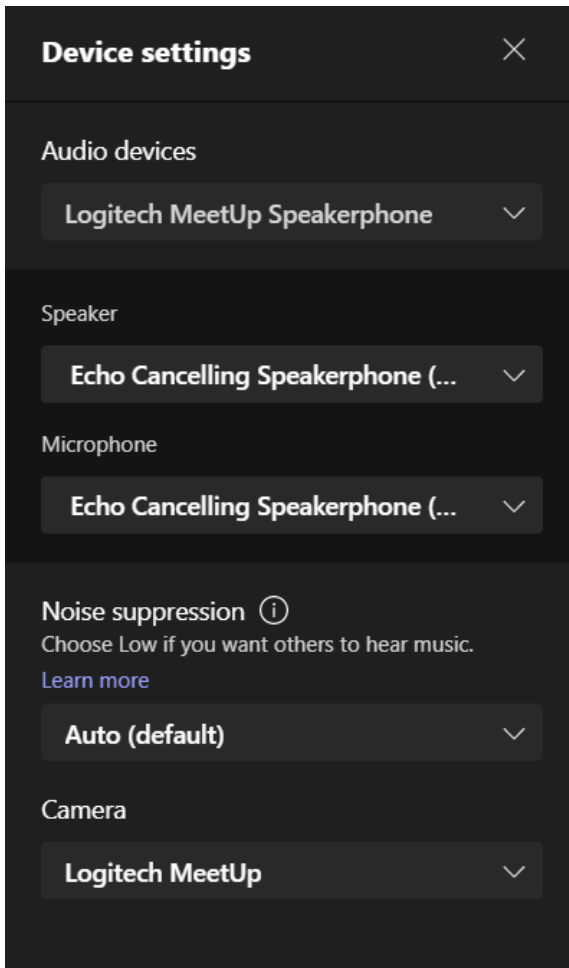 Device settings
Audio devices
Logitech MeetUp Speakerphone
Speaker
Echo Cancelling Speakerphone (...
Microphone
Echo Cancelling Speakerphone (...
Noise suppression
Choose Low if you want others to hear music.
Learn more
Auto (default)
Camera
Logitech MeetUp